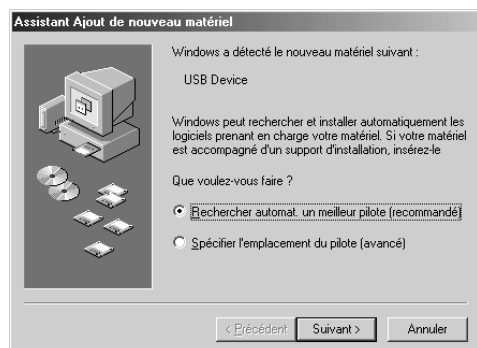 Assistant Ajout de nouveau matériel
Windows a détecté le nouveau matériel suivant :
USB Device
Windows peut rechercher et installer automatiquement les
logiciels prenant en charge votre matériel. Si votre matériel
est accompagné d'un support d'installation, insérez-le
Que voulez-vous faire ?
Rechercher automat. un meilleur pilote (recommandé)
Spécifier l'emplacement du pilote (avancé)
< Précédent Suivant > Annuler